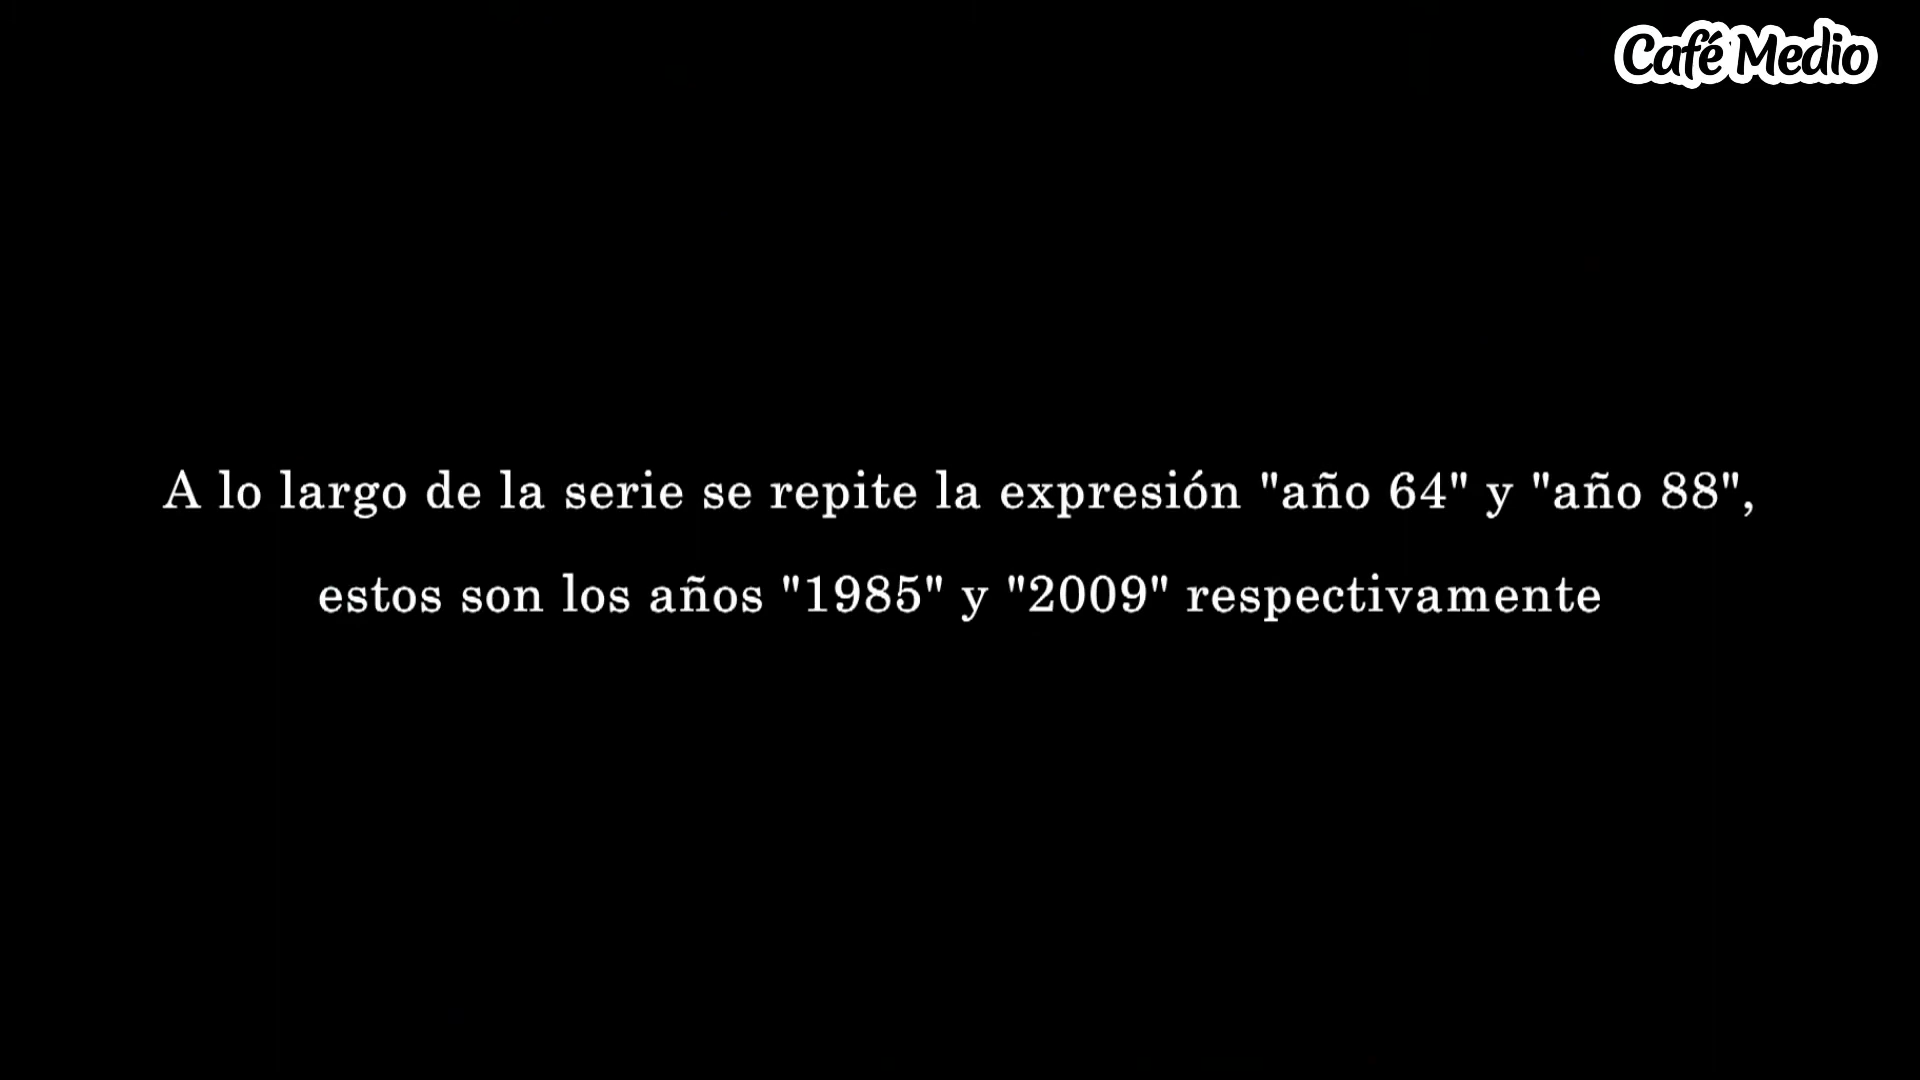 Café Medio
A lo largo de la serie se repite la expresión "año 64" y "año 88",
estos son los años "1985" y "2009" respectivamente